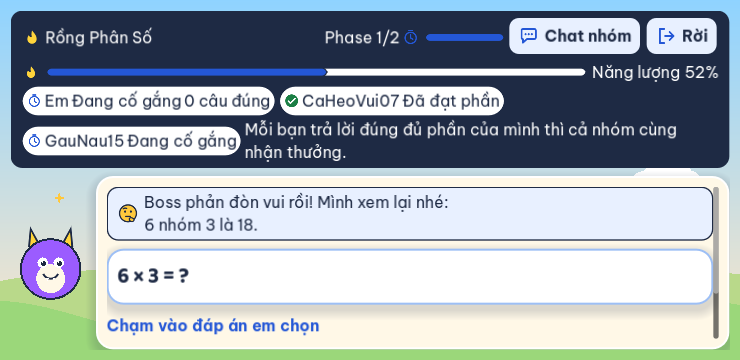 Rồng Phân Số
Phase 1/2
Chat nhóm
Rời
Năng lượng 52%
Em Đang cố gắng 0 câu đúng
CaHeoVui07 Đã đạt phần
GauNau15 Đang cố gắng
Mỗi bạn trả lời đúng đủ phần của mình thì cả nhóm cùng
nhận thưởng.
Boss phản đòn vui rồi! Mình xem lại nhé:
6 nhóm 3 là 18.
6 × 3 = ?
Chạm vào đáp án em chọn